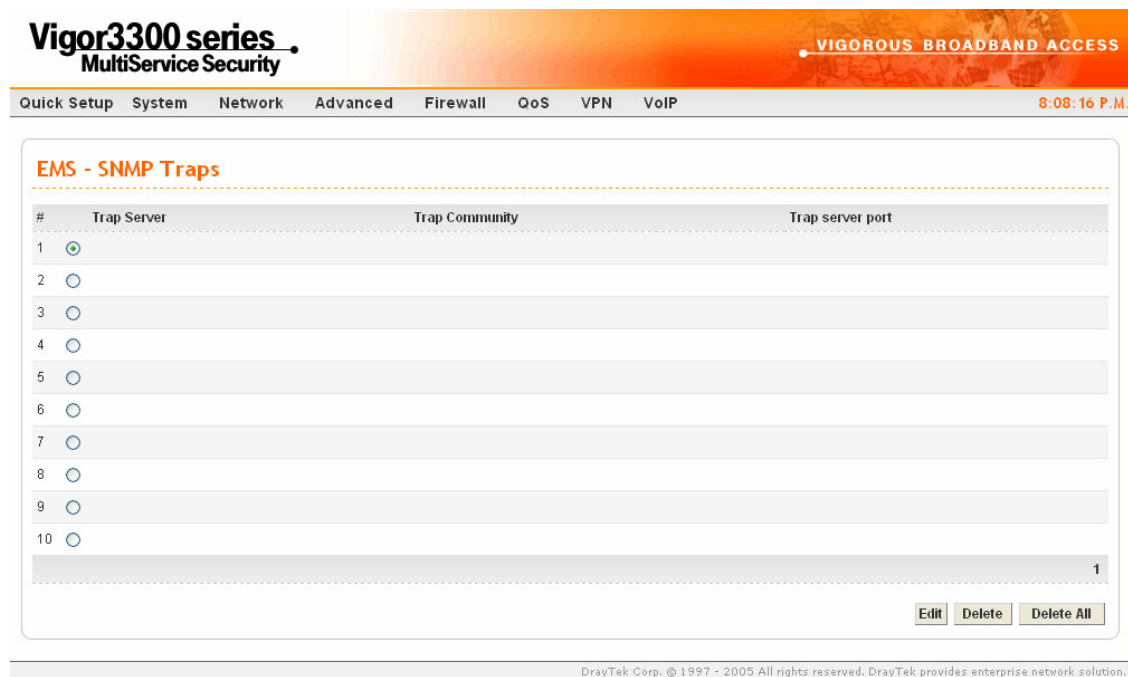 Vigor3300 series
MultiService Security
VIGOROUS BROADBAND ACCESS
Quick Setup System Network Advanced Firewall QoS VPN VoIP 8:08:16 P.M.
EMS - SNMP Traps
# Trap Server Trap Community Trap server port
1
2
3
4
5
6
7
8
9
10
1
Edit Delete Delete All
DrayTek Corp. © 1997 - 2005 All rights reserved. DrayTek provides enterprise network solution.